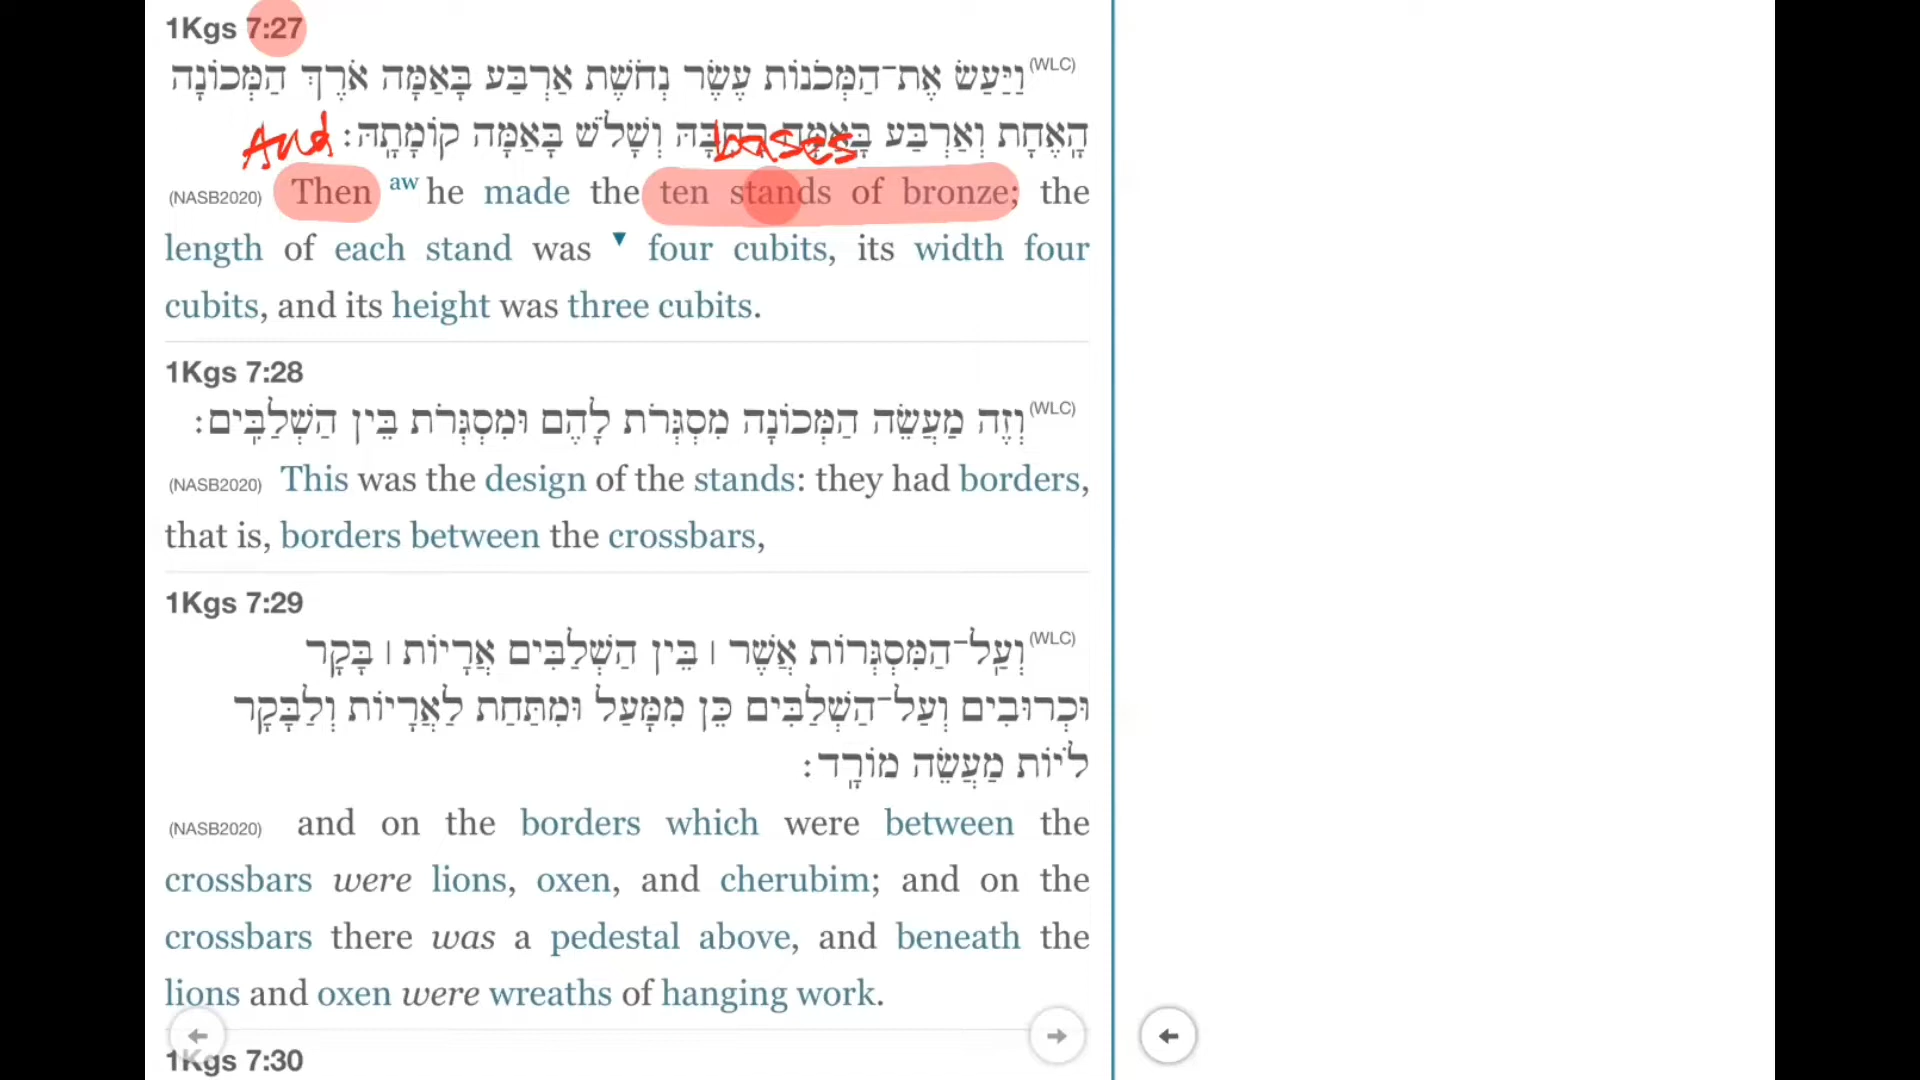 1Kgs 7:27
(WLC) וַיַּעַשׂ אֶת־הַמְּכֹנוֹת עֶשֶׂר נְחֹשֶׁת אַרְבַּע בָּאַמָּה אֹרֶךְ הַמְּכוֹנָה
הָאֶחָת וְאַרְבַּע בָּאַמָּה רָחְבָּהּ וְשָׁלֹשׁ בָּאַמָּה קוֹמָתָהּ׃
And bases
(NASB2020) Then aw he made the ten stands of bronze; the
length of each stand was ▼ four cubits, its width four
cubits, and its height was three cubits.
1Kgs 7:28
(WLC) וְזֶה מַעֲשֵׂה הַמְּכוֹנָה מִסְגְּרֹת לָהֶם וּמִסְגְּרֹת בֵּין הַשְׁלַבִּים׃
(NASB2020) This was the design of the stands: they had borders,
that is, borders between the crossbars,
1Kgs 7:29
(WLC) וְעַל־הַמִּסְגְּרוֹת אֲשֶׁר ׀ בֵּין הַשְׁלַבִּים אֲרָיוֹת ׀ בָּקָר
וּכְרוּבִים וְעַל־הַשְׁלַבִּים כֵּן מִמָּעַל וּמִתַּחַת לַאֲרָיוֹת וְלַבָּקָר
לֹיוֹת מַעֲשֵׂה מוֹרָד׃
(NASB2020) and on the borders which were between the
crossbars were lions, oxen, and cherubim; and on the
crossbars there was a pedestal above, and beneath the
lions and oxen were wreaths of hanging work.
1Kgs 7:30